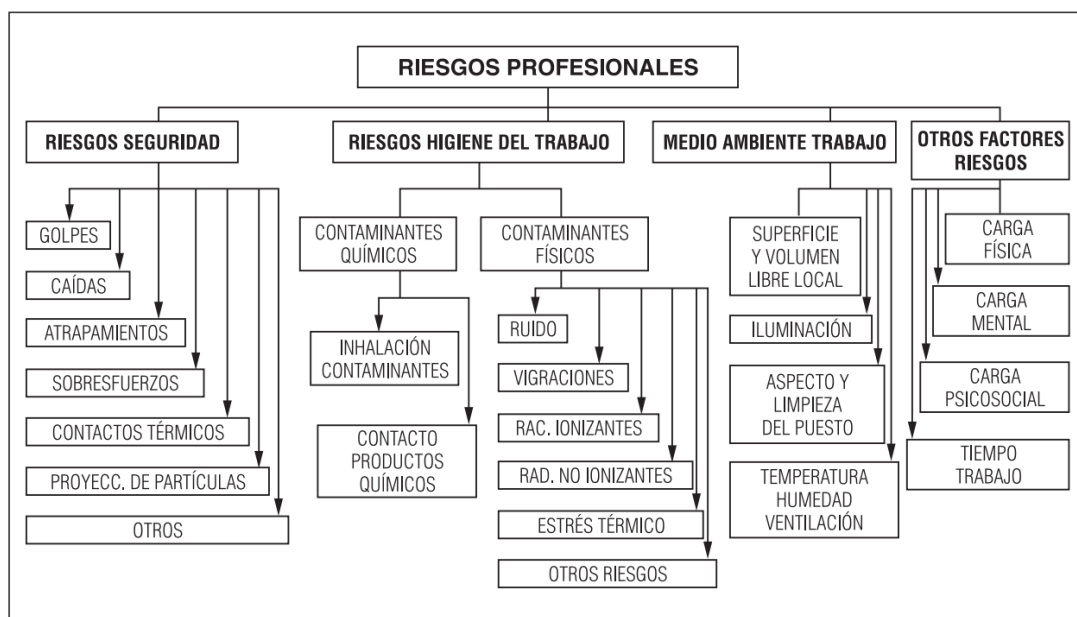 RIESGOS PROFESIONALES
RIESGOS SEGURIDAD
GOLPES
CAÍDAS
ATRAPAMIENTOS
SOBRESFUERZOS
CONTACTOS TÉRMICOS
PROYECC. DE PARTÍCULAS
OTROS
RIESGOS HIGIENE DEL TRABAJO
CONTAMINANTES
QUÍMICOS
INHALACIÓN
CONTAMINANTES
CONTACTO
PRODUCTOS
QUÍMICOS
CONTAMINANTES
FÍSICOS
RUIDO
VIGRACIONES
RAC. IONIZANTES
RAD. NO IONIZANTES
ESTRÉS TÉRMICO
OTROS RIESGOS
MEDIO AMBIENTE TRABAJO
SUPERFICIE
Y VOLUMEN
LIBRE LOCAL
ILUMINACIÓN
ASPECTO Y
LIMPIEZA
DEL PUESTO
TEMPERATURA
HUMEDAD
VENTILACIÓN
OTROS FACTORES
RIESGOS
CARGA
FÍSICA
CARGA
MENTAL
CARGA
PSICOSOCIAL
TIEMPO
TRABAJO